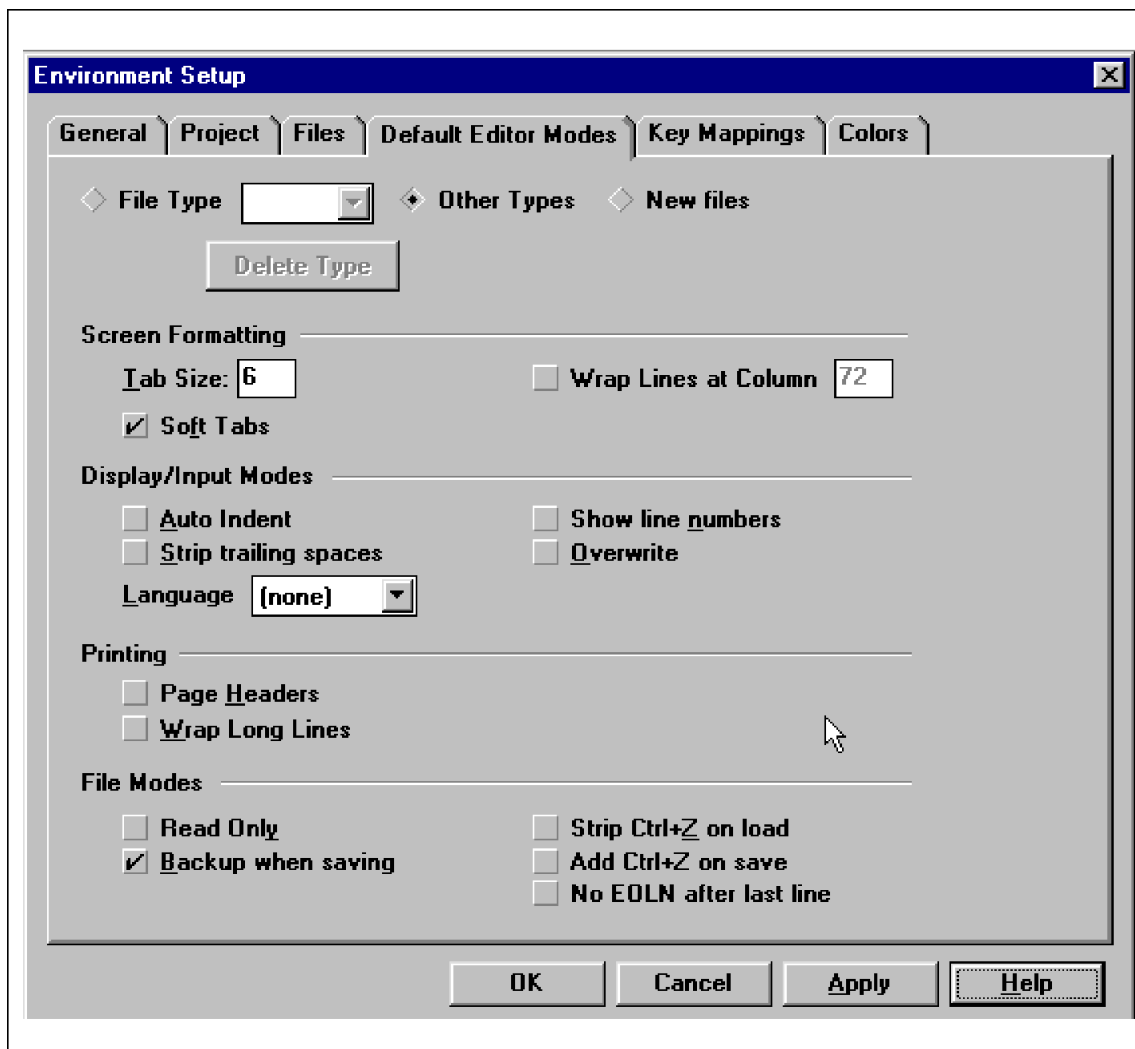 Environment Setup
General Project Files Default Editor Modes Key Mappings Colors
File Type Other Types New files
Delete Type
Screen Formatting
Tab Size: 6 Wrap Lines at Column 72
Soft Tabs
Display/Input Modes
Auto Indent Show line numbers
Strip trailing spaces Overwrite
Language (none)
Printing
Page Headers
Wrap Long Lines
File Modes
Read Only Strip Ctrl+Z on load
Backup when saving Add Ctrl+Z on save
No EOLN after last line
OK Cancel Apply Help